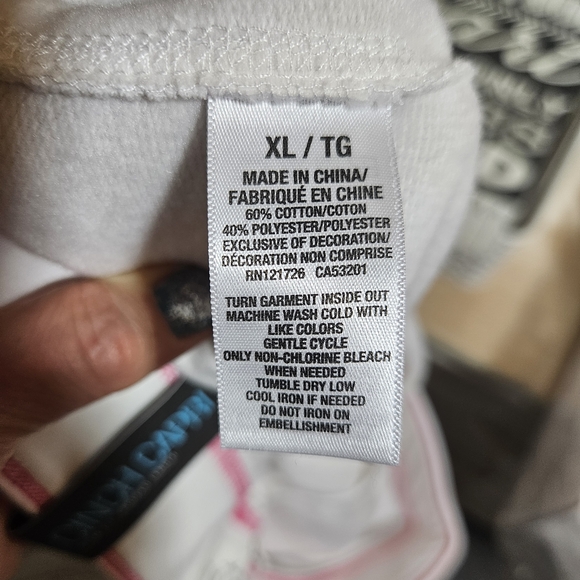 XL / TG
MADE IN CHINA/
FABRIQUÉ EN CHINE
60% COTTON/COTON
40% POLYESTER/POLYESTER
EXCLUSIVE OF DECORATION/
DÉCORATION NON COMPRISE
RN121726 CA53201
TURN GARMENT INSIDE OUT
MACHINE WASH COLD WITH
LIKE COLORS
GENTLE CYCLE
ONLY NON-CHLORINE BLEACH
WHEN NEEDED
TUMBLE DRY LOW
COOL IRON IF NEEDED
DO NOT IRON ON
EMBELLISHMENT